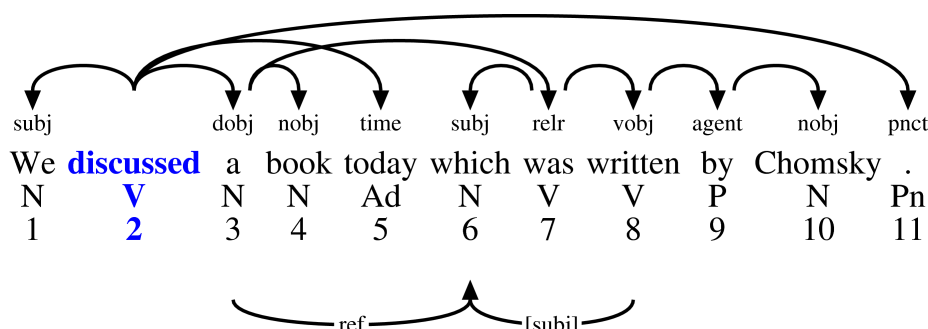 subj dobj nobj time subj relr vobj agent nobj pnct
We discussed a book today which was written by Chomsky .
N V N N Ad N V V P N Pn
1 2 3 4 5 6 7 8 9 10 11
ref [subj]